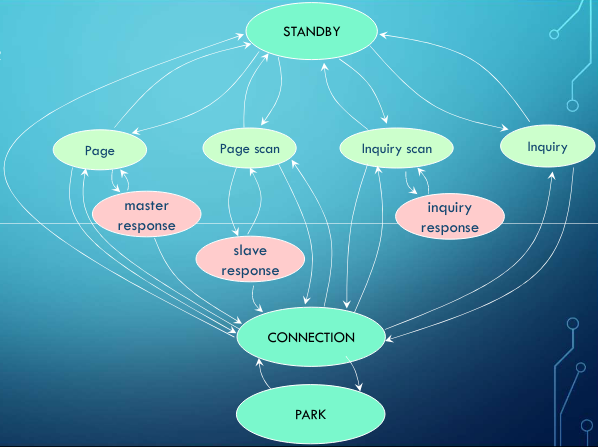 STANDBY
Page
Page scan
Inquiry scan
Inquiry
master
response
inquiry
response
slave
response
CONNECTION
PARK